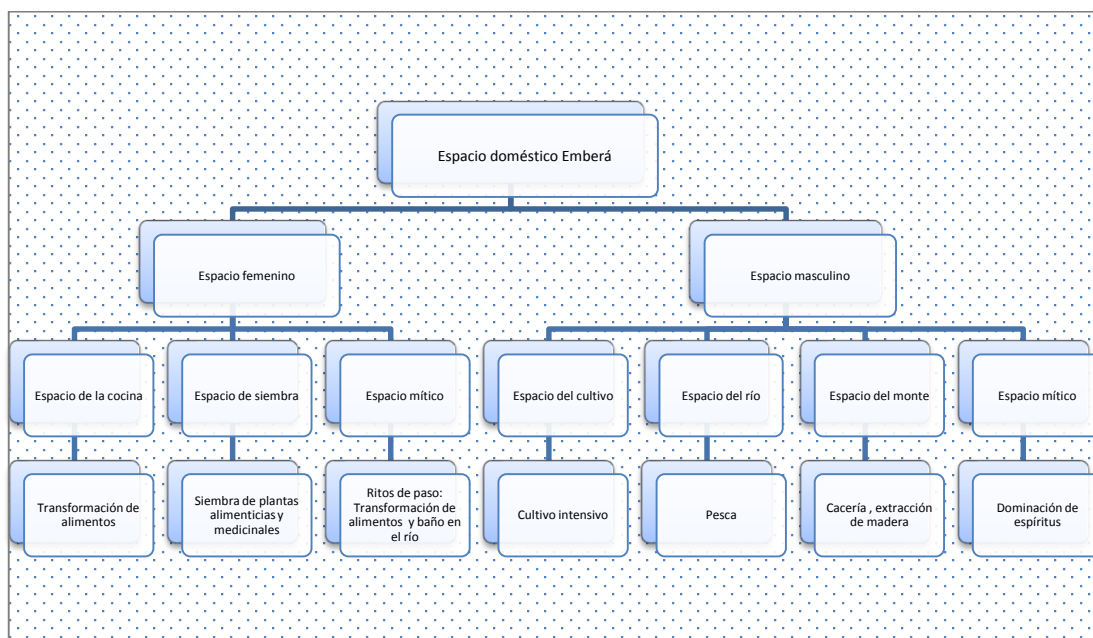 Espacio doméstico Emberá
Espacio femenino
Espacio masculino
Espacio de la cocina
Espacio de siembra
Espacio mítico
Espacio del cultivo
Espacio del río
Espacio del monte
Espacio mítico
Transformación de
alimentos
Siembra de plantas
alimenticias y
medicinales
Ritos de paso:
Transformación de
alimentos y baño en
el río
Cultivo intensivo
Pesca
Cacería , extracción
de madera
Dominación de
espíritus